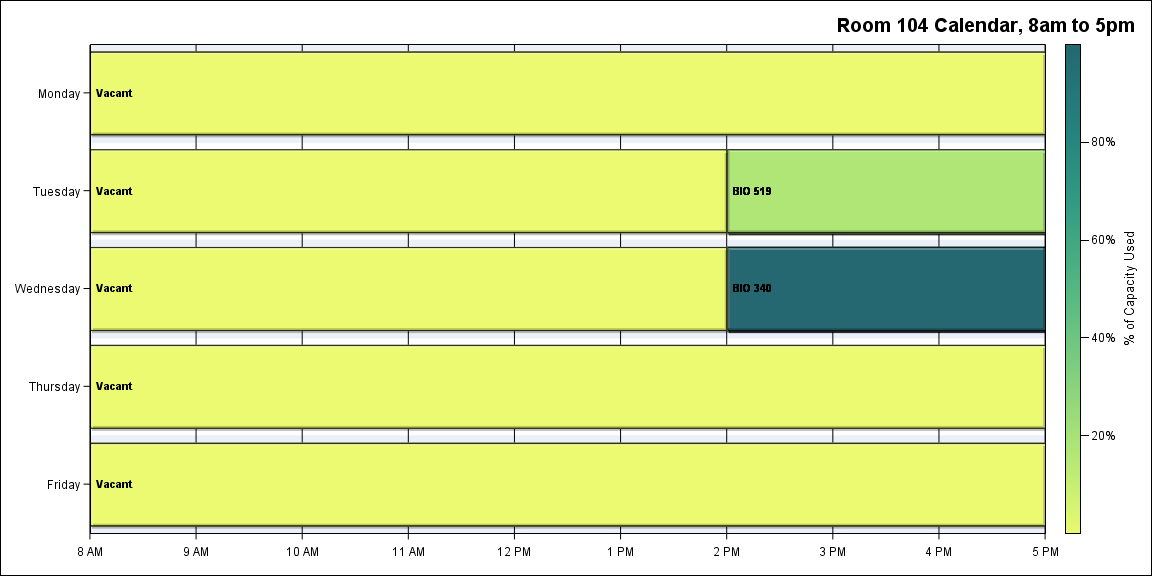 Room 104 Calendar, 8am to 5pm
Monday
Vacant
Tuesday
Vacant
BIO 519
Wednesday
Vacant
BIO 340
Thursday
Vacant
Friday
Vacant
8 AM 9 AM 10 AM 11 AM 12 PM 1 PM 2 PM 3 PM 4 PM 5 PM
80%
60%
40%
20%
% of Capacity Used